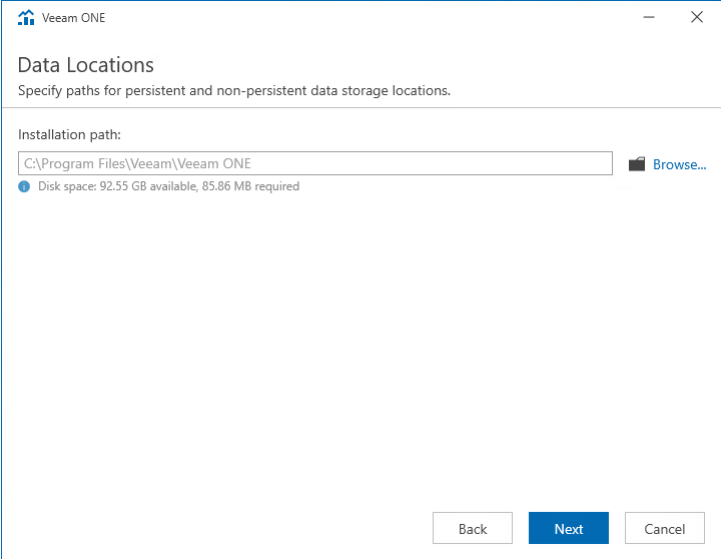 Veeam ONE
Data Locations
Specify paths for persistent and non-persistent data storage locations.
Installation path:
C:\Program Files\Veeam\Veeam ONE
Browse...
Disk space: 92.55 GB available, 85.86 MB required
Back
Next
Cancel